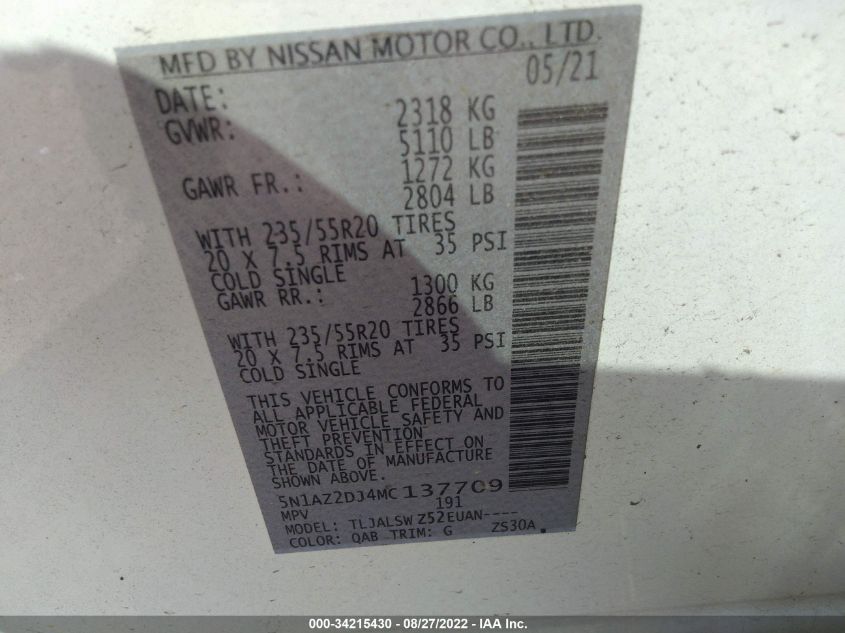 MFD BY NISSAN MOTOR CO., LTD.
DATE: 05/21
GVWR: 2318 KG
5110 LB
GAWR FR.: 1272 KG
2804 LB
WITH 235/55R20 TIRES
20 X 7.5 RIMS AT 35 PSI
COLD SINGLE
GAWR RR.: 1300 KG
2866 LB
WITH 235/55R20 TIRES
20 X 7.5 RIMS AT 35 PSI
COLD SINGLE
THIS VEHICLE CONFORMS TO
ALL APPLICABLE FEDERAL
MOTOR VEHICLE SAFETY AND
THEFT PREVENTION
STANDARDS IN EFFECT ON
THE DATE OF MANUFACTURE
SHOWN ABOVE.
5N1AZ2DJ4MC137709
MPV 191
MODEL: TLJALSW Z52EUAN----
COLOR: QAB TRIM: G ZS30A.
000-34215430 - 08/27/2022 - IAA Inc.